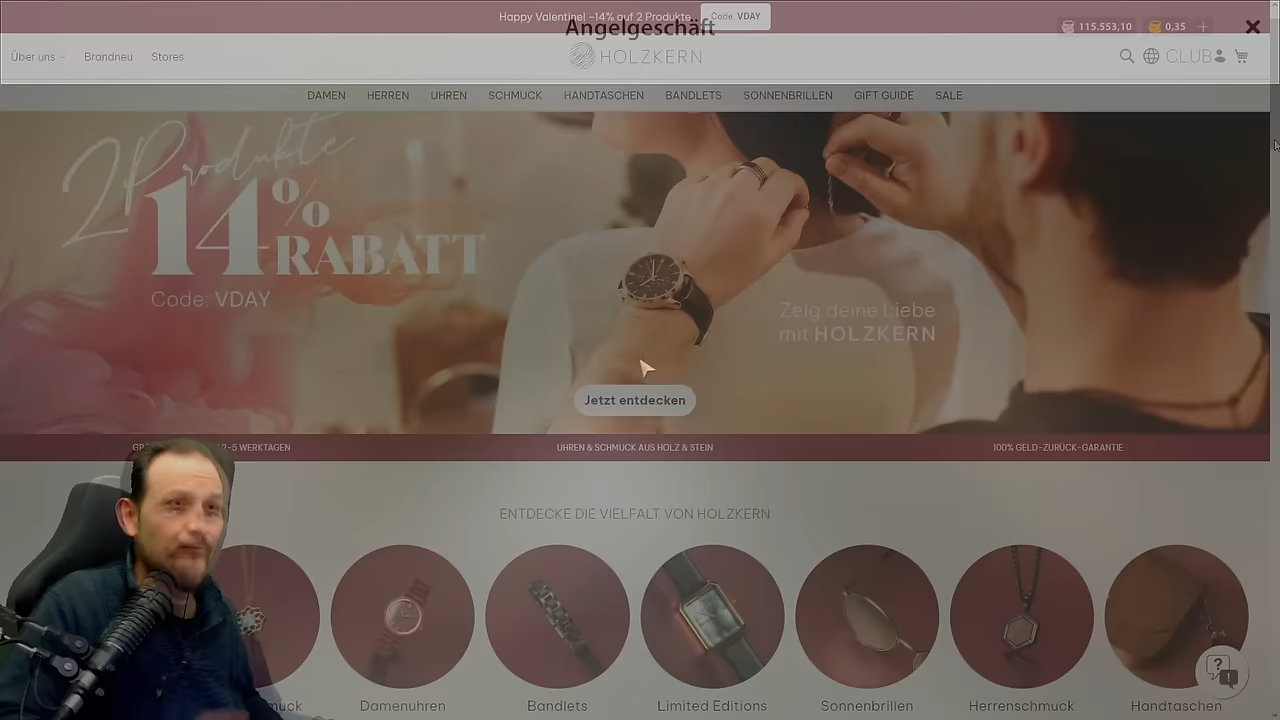 Happy Valentine! -14% auf 2 Produkte
Code: VDAY
Angelgeschäft
115.553,10
0,35
Über uns
Brandneu
Stores
HOLZKERN
CLUB
DAMEN
HERREN
UHREN
SCHMUCK
HANDTASCHEN
BANDLETS
SONNENBRILLEN
GIFT GUIDE
SALE
2 Produkte
14%
RABATT
Code: VDAY
Zeig deine Liebe
mit HOLZKERN
Jetzt entdecken
2-5 WERKTAGEN
UHREN & SCHMUCK AUS HOLZ & STEIN
100% GELD-ZURÜCK-GARANTIE
ENTDECKE DIE VIELFALT VON HOLZKERN
Damenuhren
Bandlets
Limited Editions
Sonnenbrillen
Herrenschmuck
Handtaschen